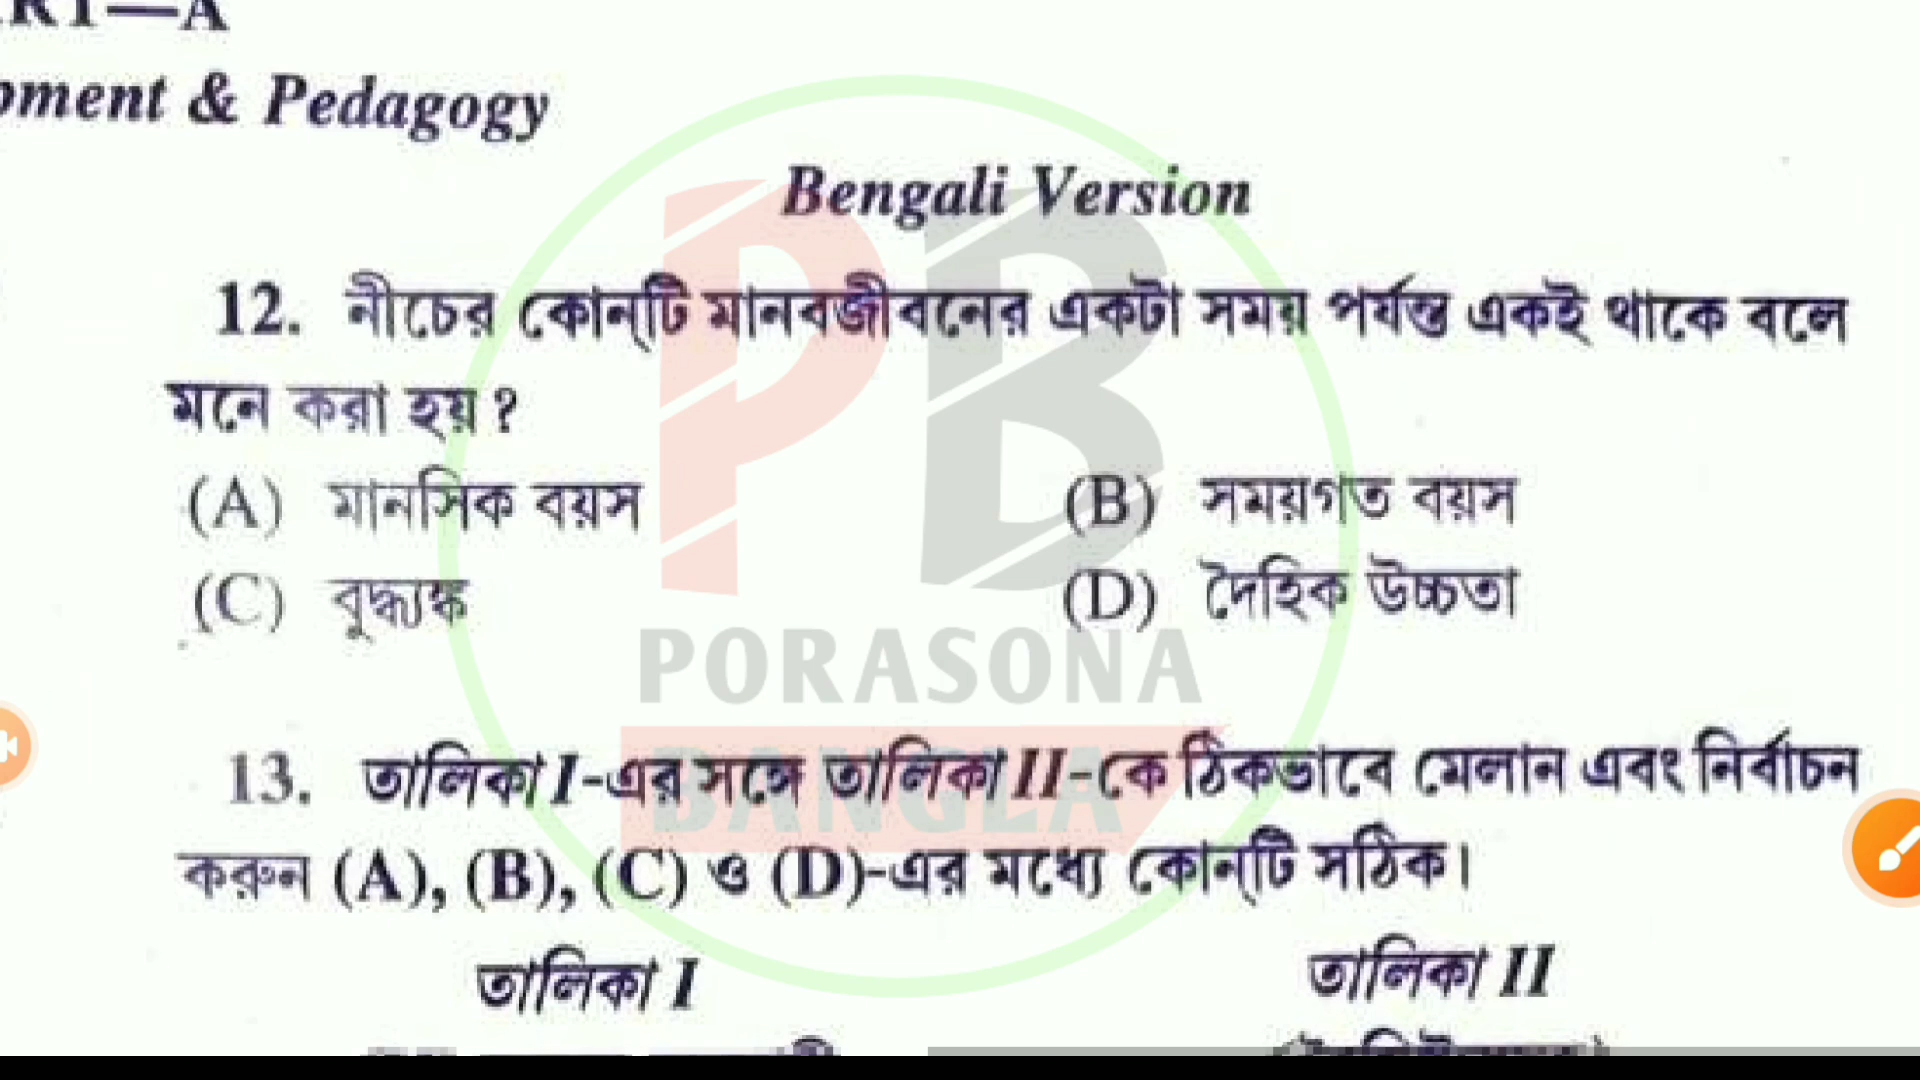 —A
& Pedagogy
Bengali Version
12. নীচের কোন্‌টি মানবজীবনের একটা সময় পর্যন্ত একই থাকে বলে
মনে করা হয়?
(A) মানসিক বয়স (B) সময়গত বয়স
(C) বুদ্ধ্যঙ্ক (D) দৈহিক উচ্চতা
PB
PORASONA
BANGLA
13. তালিকা I-এর সঙ্গে তালিকা II-কে ঠিকভাবে মেলান এবং নির্বাচন
করুন (A), (B), (C) ও (D)-এর মধ্যে কোন্‌টি সঠিক।
তালিকা I তালিকা II